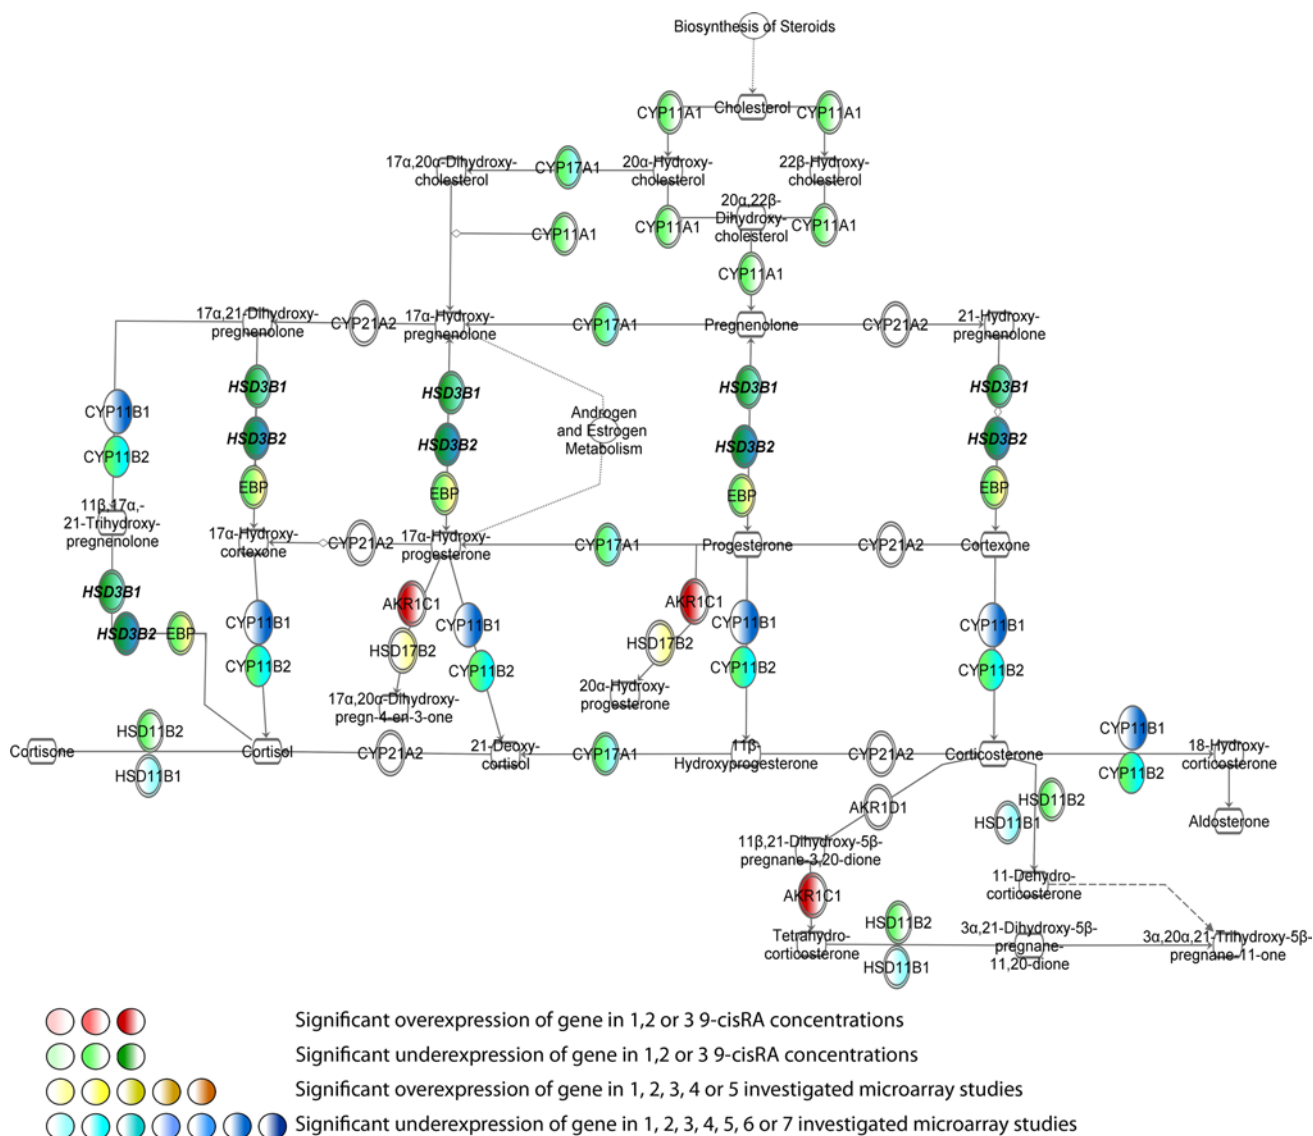 Biosynthesis of Steroids
CYP11A1
Cholesterol
CYP11A1
17α,20α-Dihydroxy-
cholesterol
CYP17A1
20α-Hydroxy-
cholesterol
22β-Hydroxy-
cholesterol
20α,22β-
Dihydroxy-
cholesterol
CYP11A1
CYP11A1
CYP11A1
CYP11A1
17α,21-Dihydroxy-
pregnenolone
CYP21A2
17α-Hydroxy-
pregnenolone
CYP17A1
Pregnenolone
CYP21A2
21-Hydroxy-
pregnenolone
HSD3B1
HSD3B1
HSD3B1
HSD3B1
CYP11B1
Androgen
and Estrogen
Metabolism
HSD3B2
HSD3B2
HSD3B2
HSD3B2
CYP11B2
EBP
EBP
EBP
EBP
11β,17α,-
21-Trihydroxy-
pregnenolone
17α-Hydroxy-
cortexone
CYP21A2
17α-Hydroxy-
progesterone
CYP17A1
Progesterone
CYP21A2
Cortexone
HSD3B1
AKR1C1
AKR1C1
HSD3B2
EBP
CYP11B1
CYP11B1
CYP11B1
CYP11B1
HSD17B2
HSD17B2
CYP11B2
CYP11B2
CYP11B2
CYP11B2
17α,20α-Dihydroxy-
pregn-4-en-3-one
20α-Hydroxy-
progesterone
Cortisone
HSD11B2
HSD11B1
Cortisol
CYP21A2
21-Deoxy-
cortisol
CYP17A1
11β-
Hydroxyprogesterone
CYP21A2
Corticosterone
CYP11B1
CYP11B2
18-Hydroxy-
corticosterone
AKR1D1
HSD11B1
HSD11B2
Aldosterone
11β,21-Dihydroxy-5β-
pregnane-3,20-dione
AKR1C1
11-Dehydro-
corticosterone
Tetrahydro-
corticosterone
HSD11B2
HSD11B1
3α,21-Dihydroxy-5β-
pregnane-
11,20-dione
3α,20α,21-Trihydroxy-5β-
pregnane-11-one
Significant overexpression of gene in 1,2 or 3 9-cisRA concentrations
Significant underexpression of gene in 1,2 or 3 9-cisRA concentrations
Significant overexpression of gene in 1, 2, 3, 4 or 5 investigated microarray studies
Significant underexpression of gene in 1, 2, 3, 4, 5, 6 or 7 investigated microarray studies